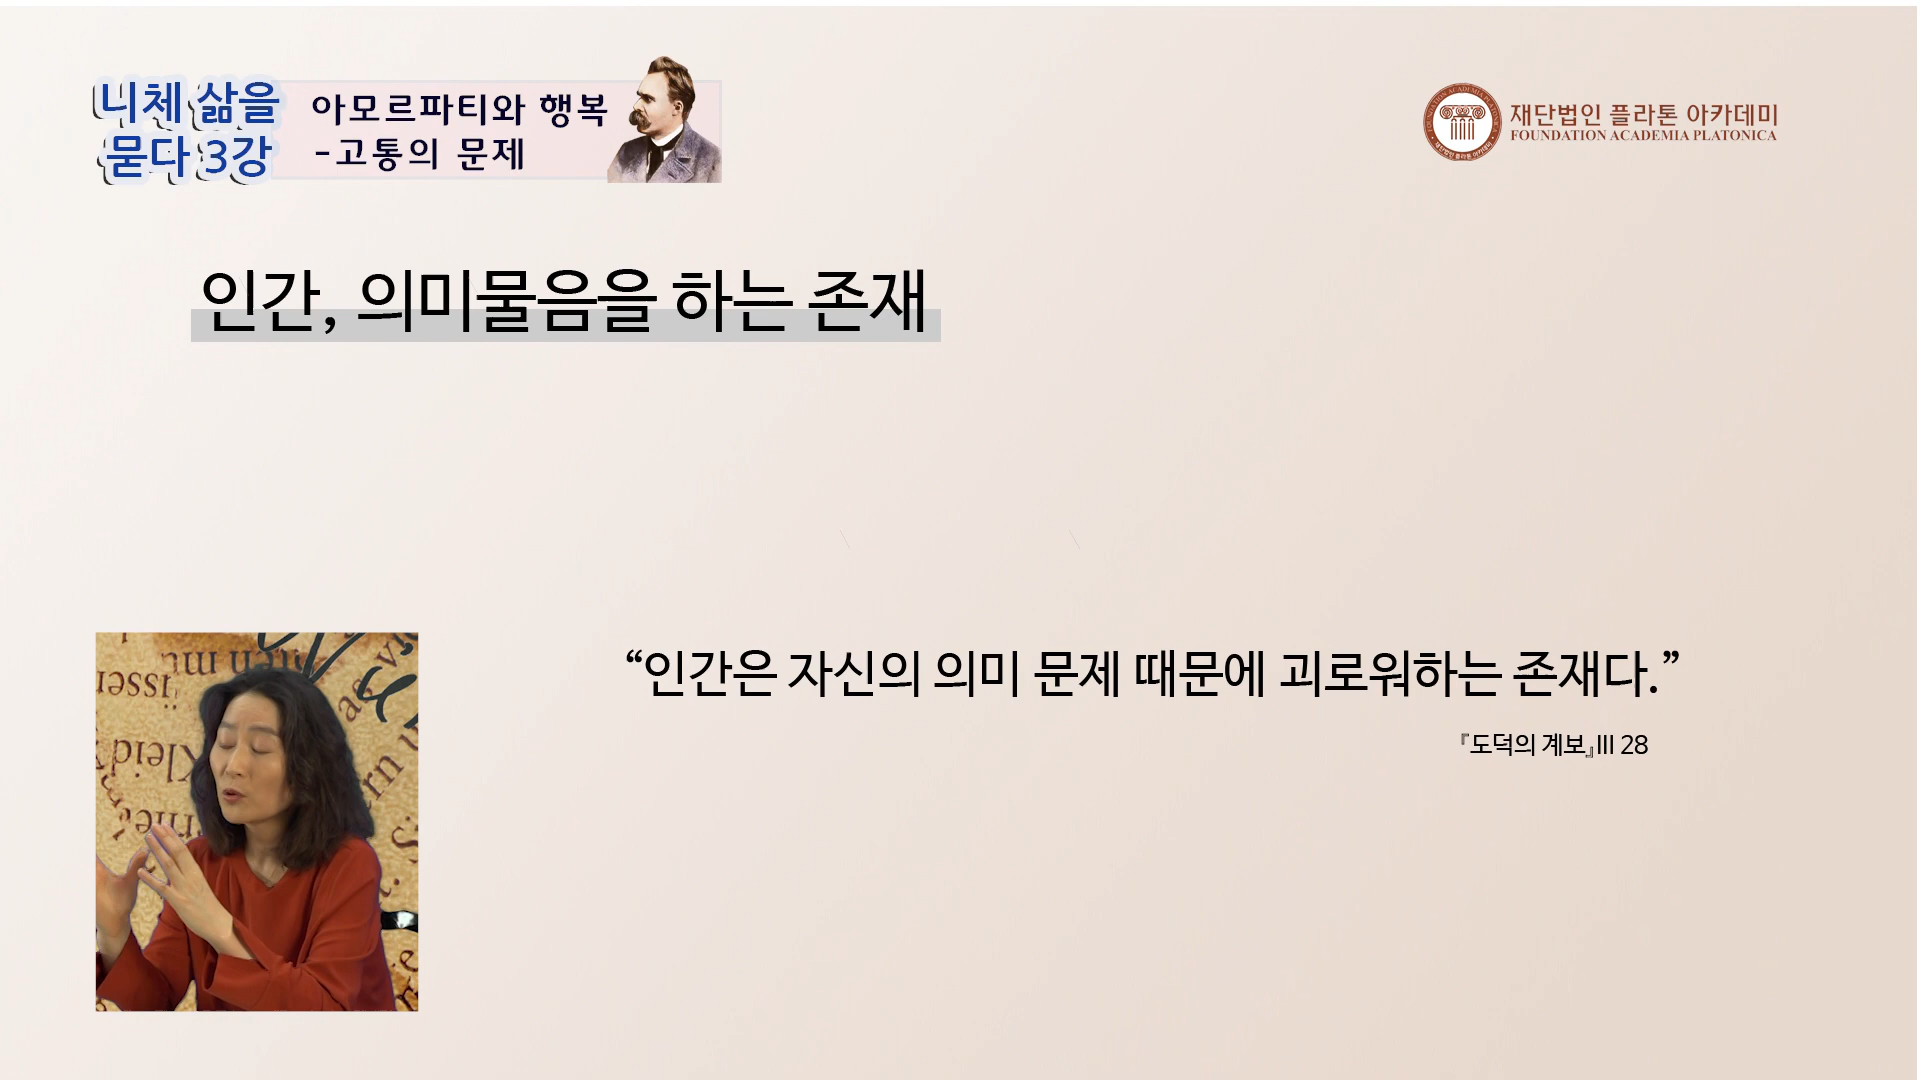 니체 삶을
묻다 3강
아모르파티와 행복
-고통의 문제
재단법인 플라톤 아카데미
FOUNDATION ACADEMIA PLATONICA
인간, 의미물음을 하는 존재
“인간은 자신의 의미 문제 때문에 괴로워하는 존재다.”
『도덕의 계보』III 28